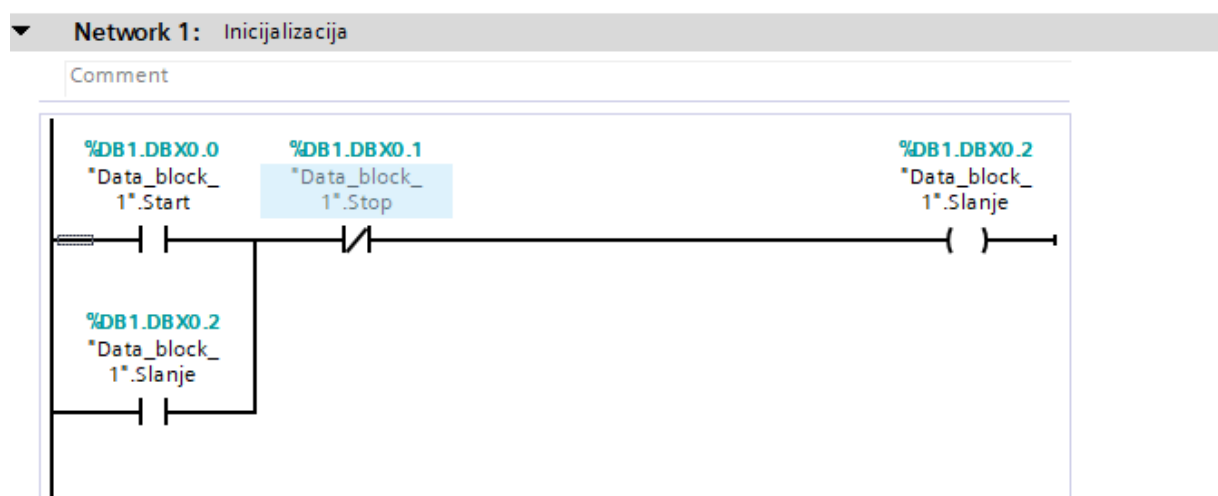 Network 1: Inicijalizacija
Comment
%DB1.DBX0.0
"Data_block_
1".Start
%DB1.DBX0.1
"Data_block_
1".Stop
%DB1.DBX0.2
"Data_block_
1".Slanje
%DB1.DBX0.2
"Data_block_
1".Slanje